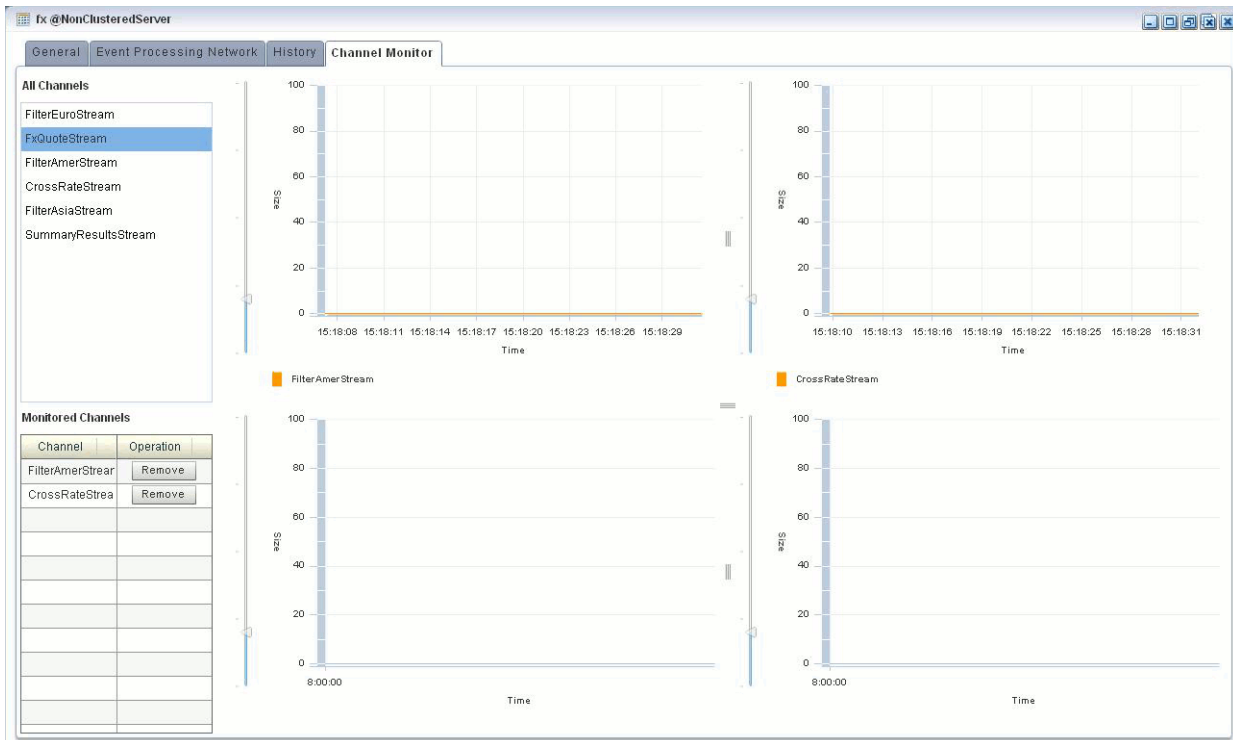 fx @NonClusteredServer
General Event Processing Network History Channel Monitor
All Channels
FilterEuroStream
FxQuoteStream
FilterAmerStream
CrossRateStream
FilterAsiaStream
SummaryResultsStream
100
80
60
40
20
0
Size
15:18:08 15:18:11 15:18:14 15:18:17 15:18:20 15:18:23 15:18:26 15:18:29
Time
FilterAmerStream
100
80
60
40
20
0
Size
15:18:10 15:18:13 15:18:16 15:18:19 15:18:22 15:18:25 15:18:28 15:18:31
Time
CrossRateStream
Monitored Channels
Channel Operation
FilterAmerStrear Remove
CrossRateStrea Remove
100
80
60
40
20
0
Size
8:00:00
Time
100
80
60
40
20
0
Size
8:00:00
Time